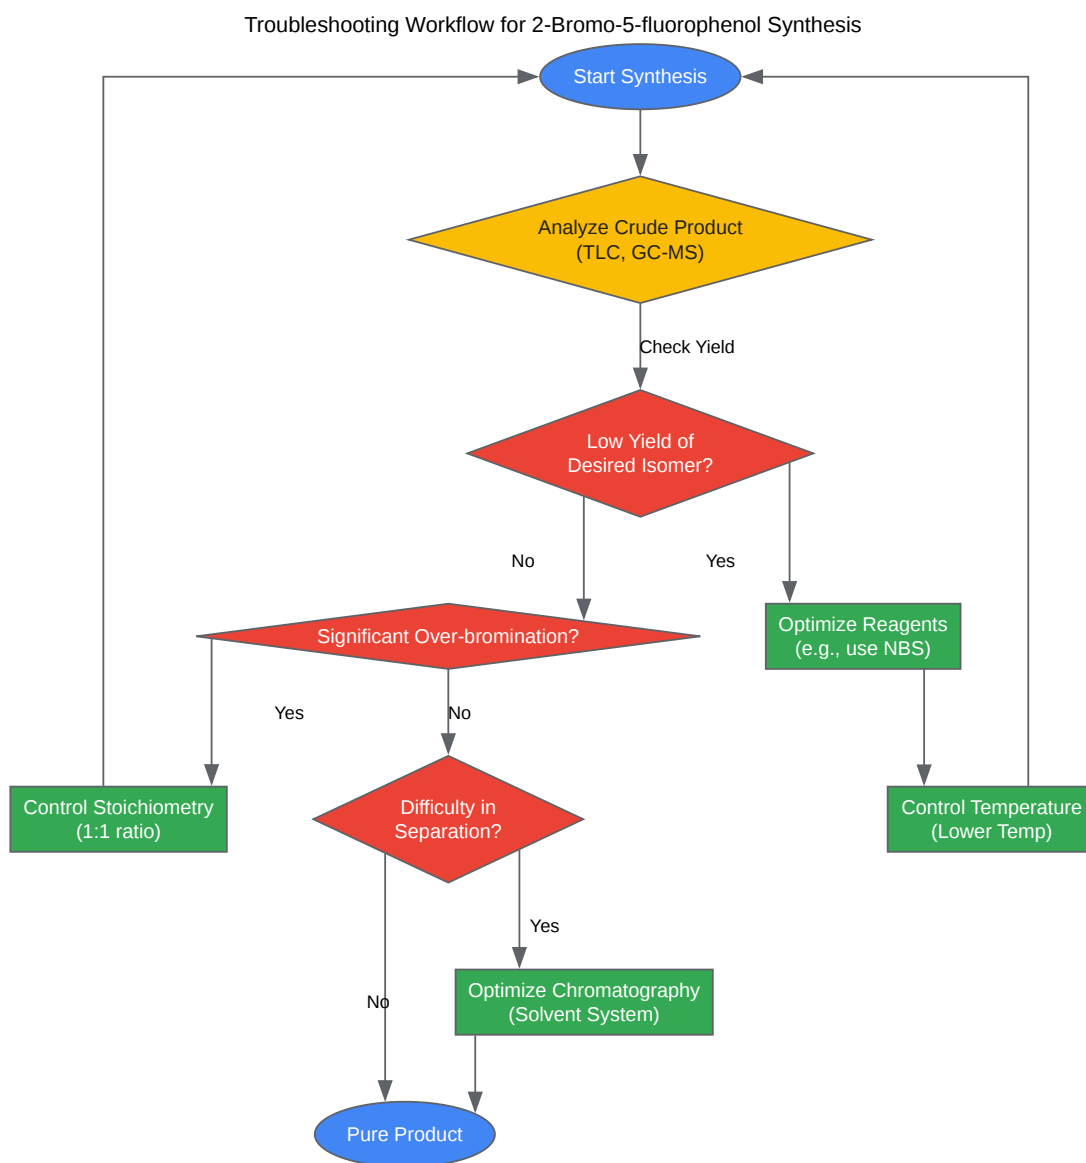 Troubleshooting Workflow for 2-Bromo-5-fluorophenol Synthesis
Start Synthesis
Analyze Crude Product
(TLC, GC-MS)
Check Yield
Low Yield of
Desired Isomer?
No
Yes
Significant Over-bromination?
Optimize Reagents
(e.g., use NBS)
Yes
No
Control Stoichiometry
(1:1 ratio)
Difficulty in
Separation?
Control Temperature
(Lower Temp)
Yes
No
Optimize Chromatography
(Solvent System)
Pure Product